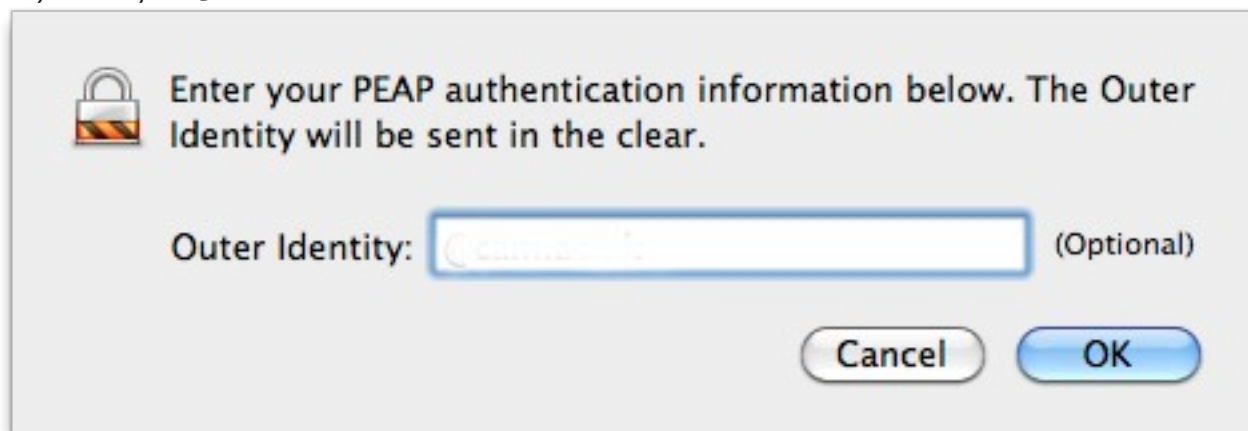 Enter your PEAP authentication information below. The Outer
Identity will be sent in the clear.
Outer Identity:
(Optional)
Cancel
OK